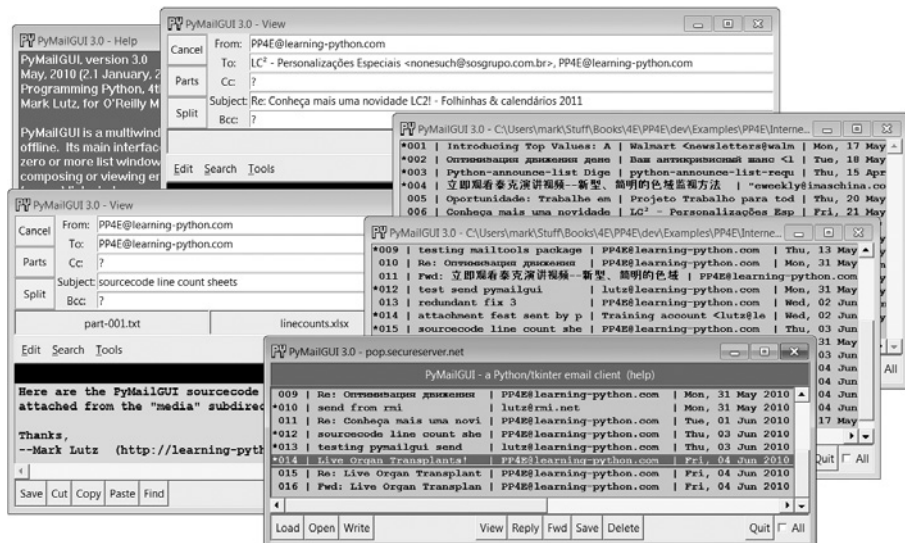 PyMailGUI 3.0 - Help
PyMailGUI, version 3.0
May, 2010 (2.1 January, 2
Programming Python, 4t
Mark Lutz, for O'Reilly M
PyMailGUI is a multiwind
offline. Its main interfac
zero or more list window
composing or viewing er
PyMailGUI 3.0 - View
Cancel
From: PP4E@learning-python.com
To: LC² - Personalizações Especiais <nonesuch@sosgrupo.com.br>, PP4E@learning-python.com
Parts
Cc: ?
Subject: Re: Conheça mais uma novidade LC2! - Folhinhas & calendários 2011
Split
Bcc: ?
Edit Search Tools
PyMailGUI 3.0 - C:\Users\mark\Stuff\Books\4E\PP4E\dev\Examples\PP4E\Interne...
*001 | Introducing Top Values: A | Walmart <newsletters@walm | Mon, 17 May
*002 | Оптимизация движения дене | Ваш антикризисный шанс <l | Tue, 18 May
*003 | Python-announce-list Dige | python-announce-list-requ | Thu, 15 Apr
*004 | 立即观看泰克演讲视频--新型、简明的色域监视方法 | "eweekly@imaschina.co
005 | Oportunidade: Trabalhe em | Projeto Trabalho para tod | Thu, 20 May
006 | Conheça mais uma novidade | LC² - Personalizações Esp | Fri, 21 May
PyMailGUI 3.0 - View
Cancel
From: PP4E@learning-python.com
To: PP4E@learning-python.com
Parts
Cc: ?
Subject: sourcecode line count sheets
Split
Bcc: ?
part-001.txt linecounts.xlsx
Edit Search Tools
Here are the PyMailGUI sourcecode
attached from the "media" subdirec
Thanks,
--Mark Lutz (http://learning-pyth
Save Cut Copy Paste Find
PyMailGUI 3.0 - C:\Users\mark\Stuff\Books\4E\PP4E\dev\Examples\PP4E\Interne...
*009 | testing mailtools package | PP4E@learning-python.com | Thu, 13 May
010 | Re: Оптимизация движения | PP4E@learning-python.com | Mon, 31 May
011 | Fwd: 立即观看泰克演讲视频--新型、简明的色域 | PP4E@learning-python.com
*012 | test send pymailgui | lutz@learning-python.com | Mon, 31 May
013 | redundant fix 3 | PP4E@learning-python.com | Wed, 02 Jun
*014 | attachment fest sent by p | Training account <lutz@le | Wed, 02 Jun
*015 | sourcecode line count she | PP4E@learning-python.com | Thu, 03 Jun
31 May
03 Jun
04 Jun
04 Jun
04 Jun
04 Jun
17 May
All
Quit All
PyMailGUI 3.0 - pop.secureserver.net
PyMailGUI - a Python/tkinter email client (help)
009 | Re: Оптимизация движения | PP4E@learning-python.com | Mon, 31 May 2010
*010 | send from rmi | lutz@rmi.net | Mon, 31 May 2010
011 | Re: Conheça mais uma novi | PP4E@learning-python.com | Tue, 01 Jun 2010
*012 | sourcecode line count she | PP4E@learning-python.com | Thu, 03 Jun 2010
*013 | testing pymailgui send | lutz@learning-python.com | Thu, 03 Jun 2010
*014 | Live Organ Transplants! | PP4E@learning-python.com | Fri, 04 Jun 2010
015 | Re: Live Organ Transplant | PP4E@learning-python.com | Fri, 04 Jun 2010
016 | Fwd: Live Organ Transplan | PP4E@learning-python.com | Fri, 04 Jun 2010
Load Open Write View Reply Fwd Save Delete Quit All